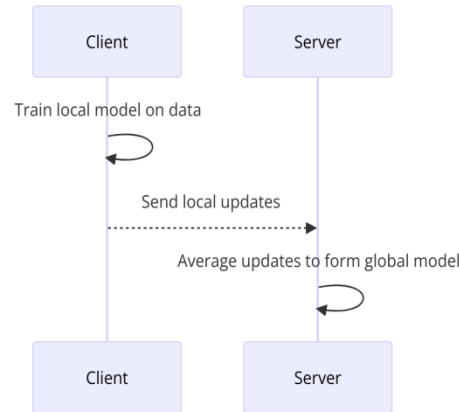 Client
Server
Train local model on data
Send local updates
Average updates to form global model
Client
Server